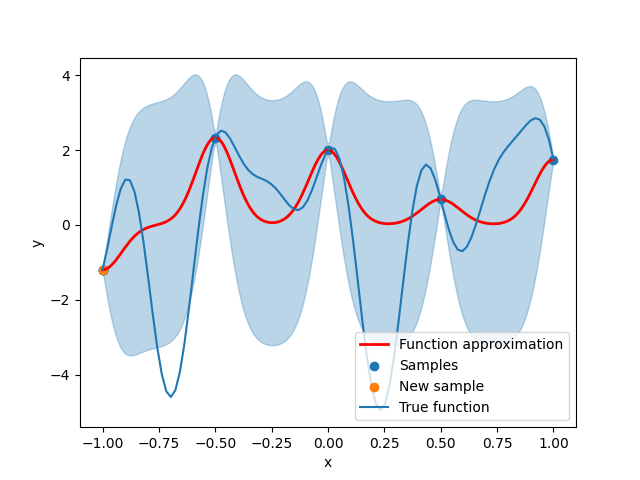 4
2
0
−2
−4
y
−1.00 −0.75 −0.50 −0.25 0.00 0.25 0.50 0.75 1.00
x
Function approximation
Samples
New sample
True function